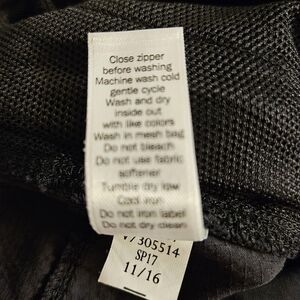 Close zipper
before washing
Machine wash cold
gentle cycle
Wash and dry
inside out
with like colors
Wash in mesh bag
Do not bleach
Do not use fabric
softener
Tumble dry low
Cool iron
Do not iron label
Do not dry clean
/305514
SP17
11/16